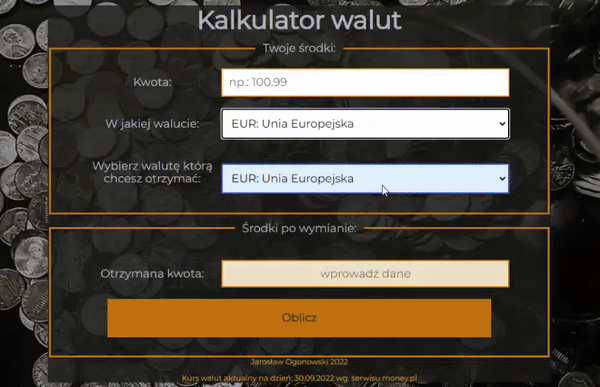 Kalkulator walut
Twoje środki:
Kwota:
np.: 100.99
W jakiej walucie:
EUR: Unia Europejska
Wybierz walutę którą
chcesz otrzymać:
EUR: Unia Europejska
Środki po wymianie:
Otrzymana kwota:
wprowadź dane
Oblicz
Jarosław Ogonowski 2022
Kurs walut aktualny na dzień: 30.09.2022 wg. serwisu money.pl